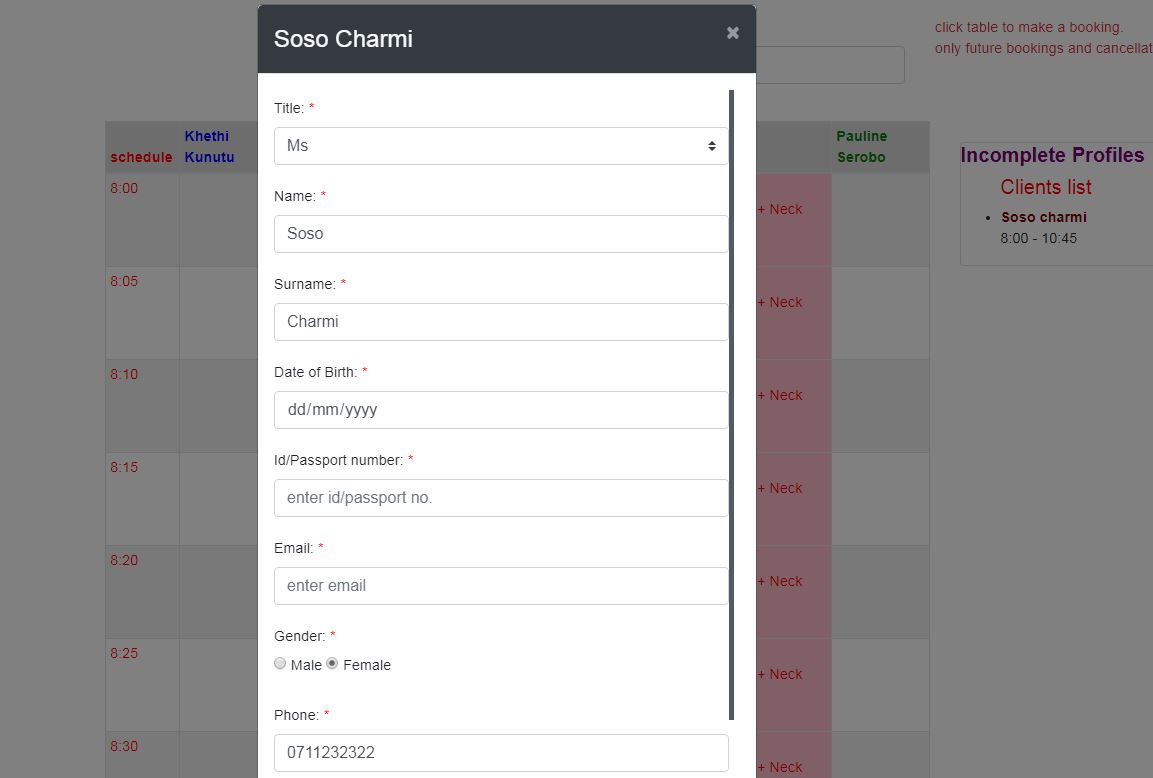 Soso Charmi ×
click table to make a booking.
only future bookings and cancellat
Title: *
Ms
Name: *
Soso
Surname: *
Charmi
Date of Birth: *
dd/mm/yyyy
Id/Passport number: *
enter id/passport no.
Email: *
enter email
Gender: *
Male Female
Phone: *
0711232322
schedule
Khethi
Kunutu
Pauline
Serobo
8:00
+ Neck
8:05
+ Neck
8:10
+ Neck
8:15
+ Neck
8:20
+ Neck
8:25
+ Neck
8:30
+ Neck
Incomplete Profiles
Clients list
Soso charmi
8:00 - 10:45